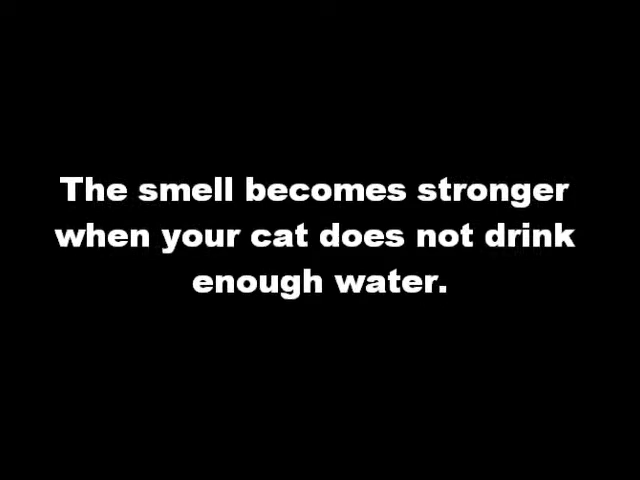 The smell becomes stronger
when your cat does not drink
enough water.